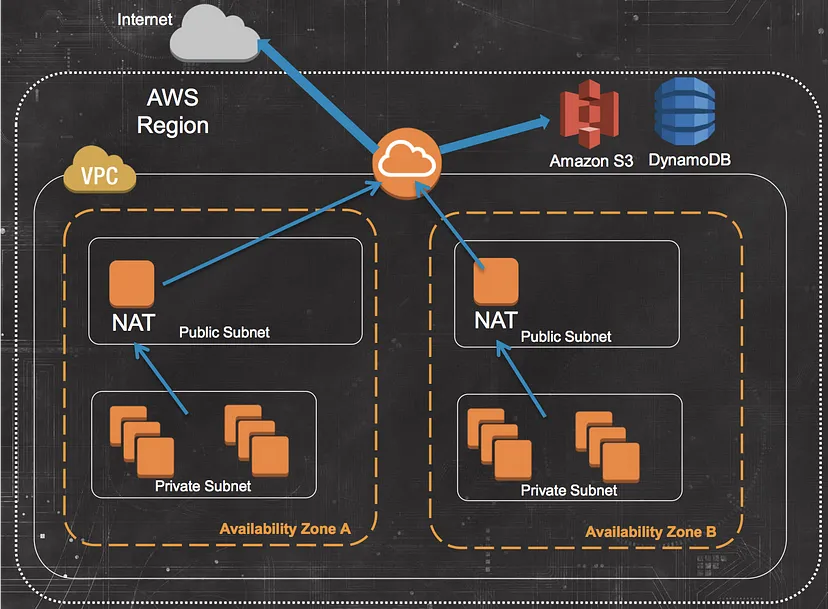 Internet
AWS
Region
Amazon S3
DynamoDB
VPC
NAT
Public Subnet
NAT
Public Subnet
Private Subnet
Private Subnet
Availability Zone A
Availability Zone B